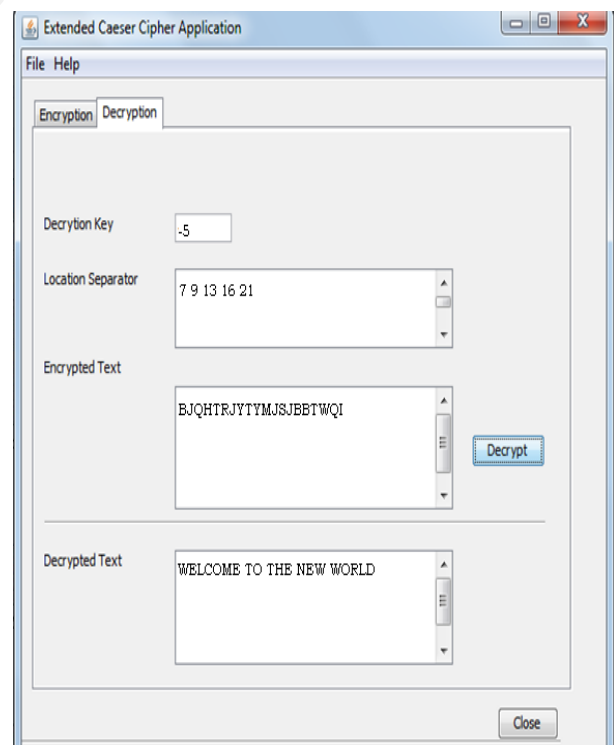 Extended Caeser Cipher Application
File Help
Encryption Decryption
Decrytion Key
-5
Location Separator
7 9 13 16 21
Encrypted Text
BJQHTRJYTYMJSJBBTWQI
Decrypt
Decrypted Text
WELCOME TO THE NEW WORLD
Close